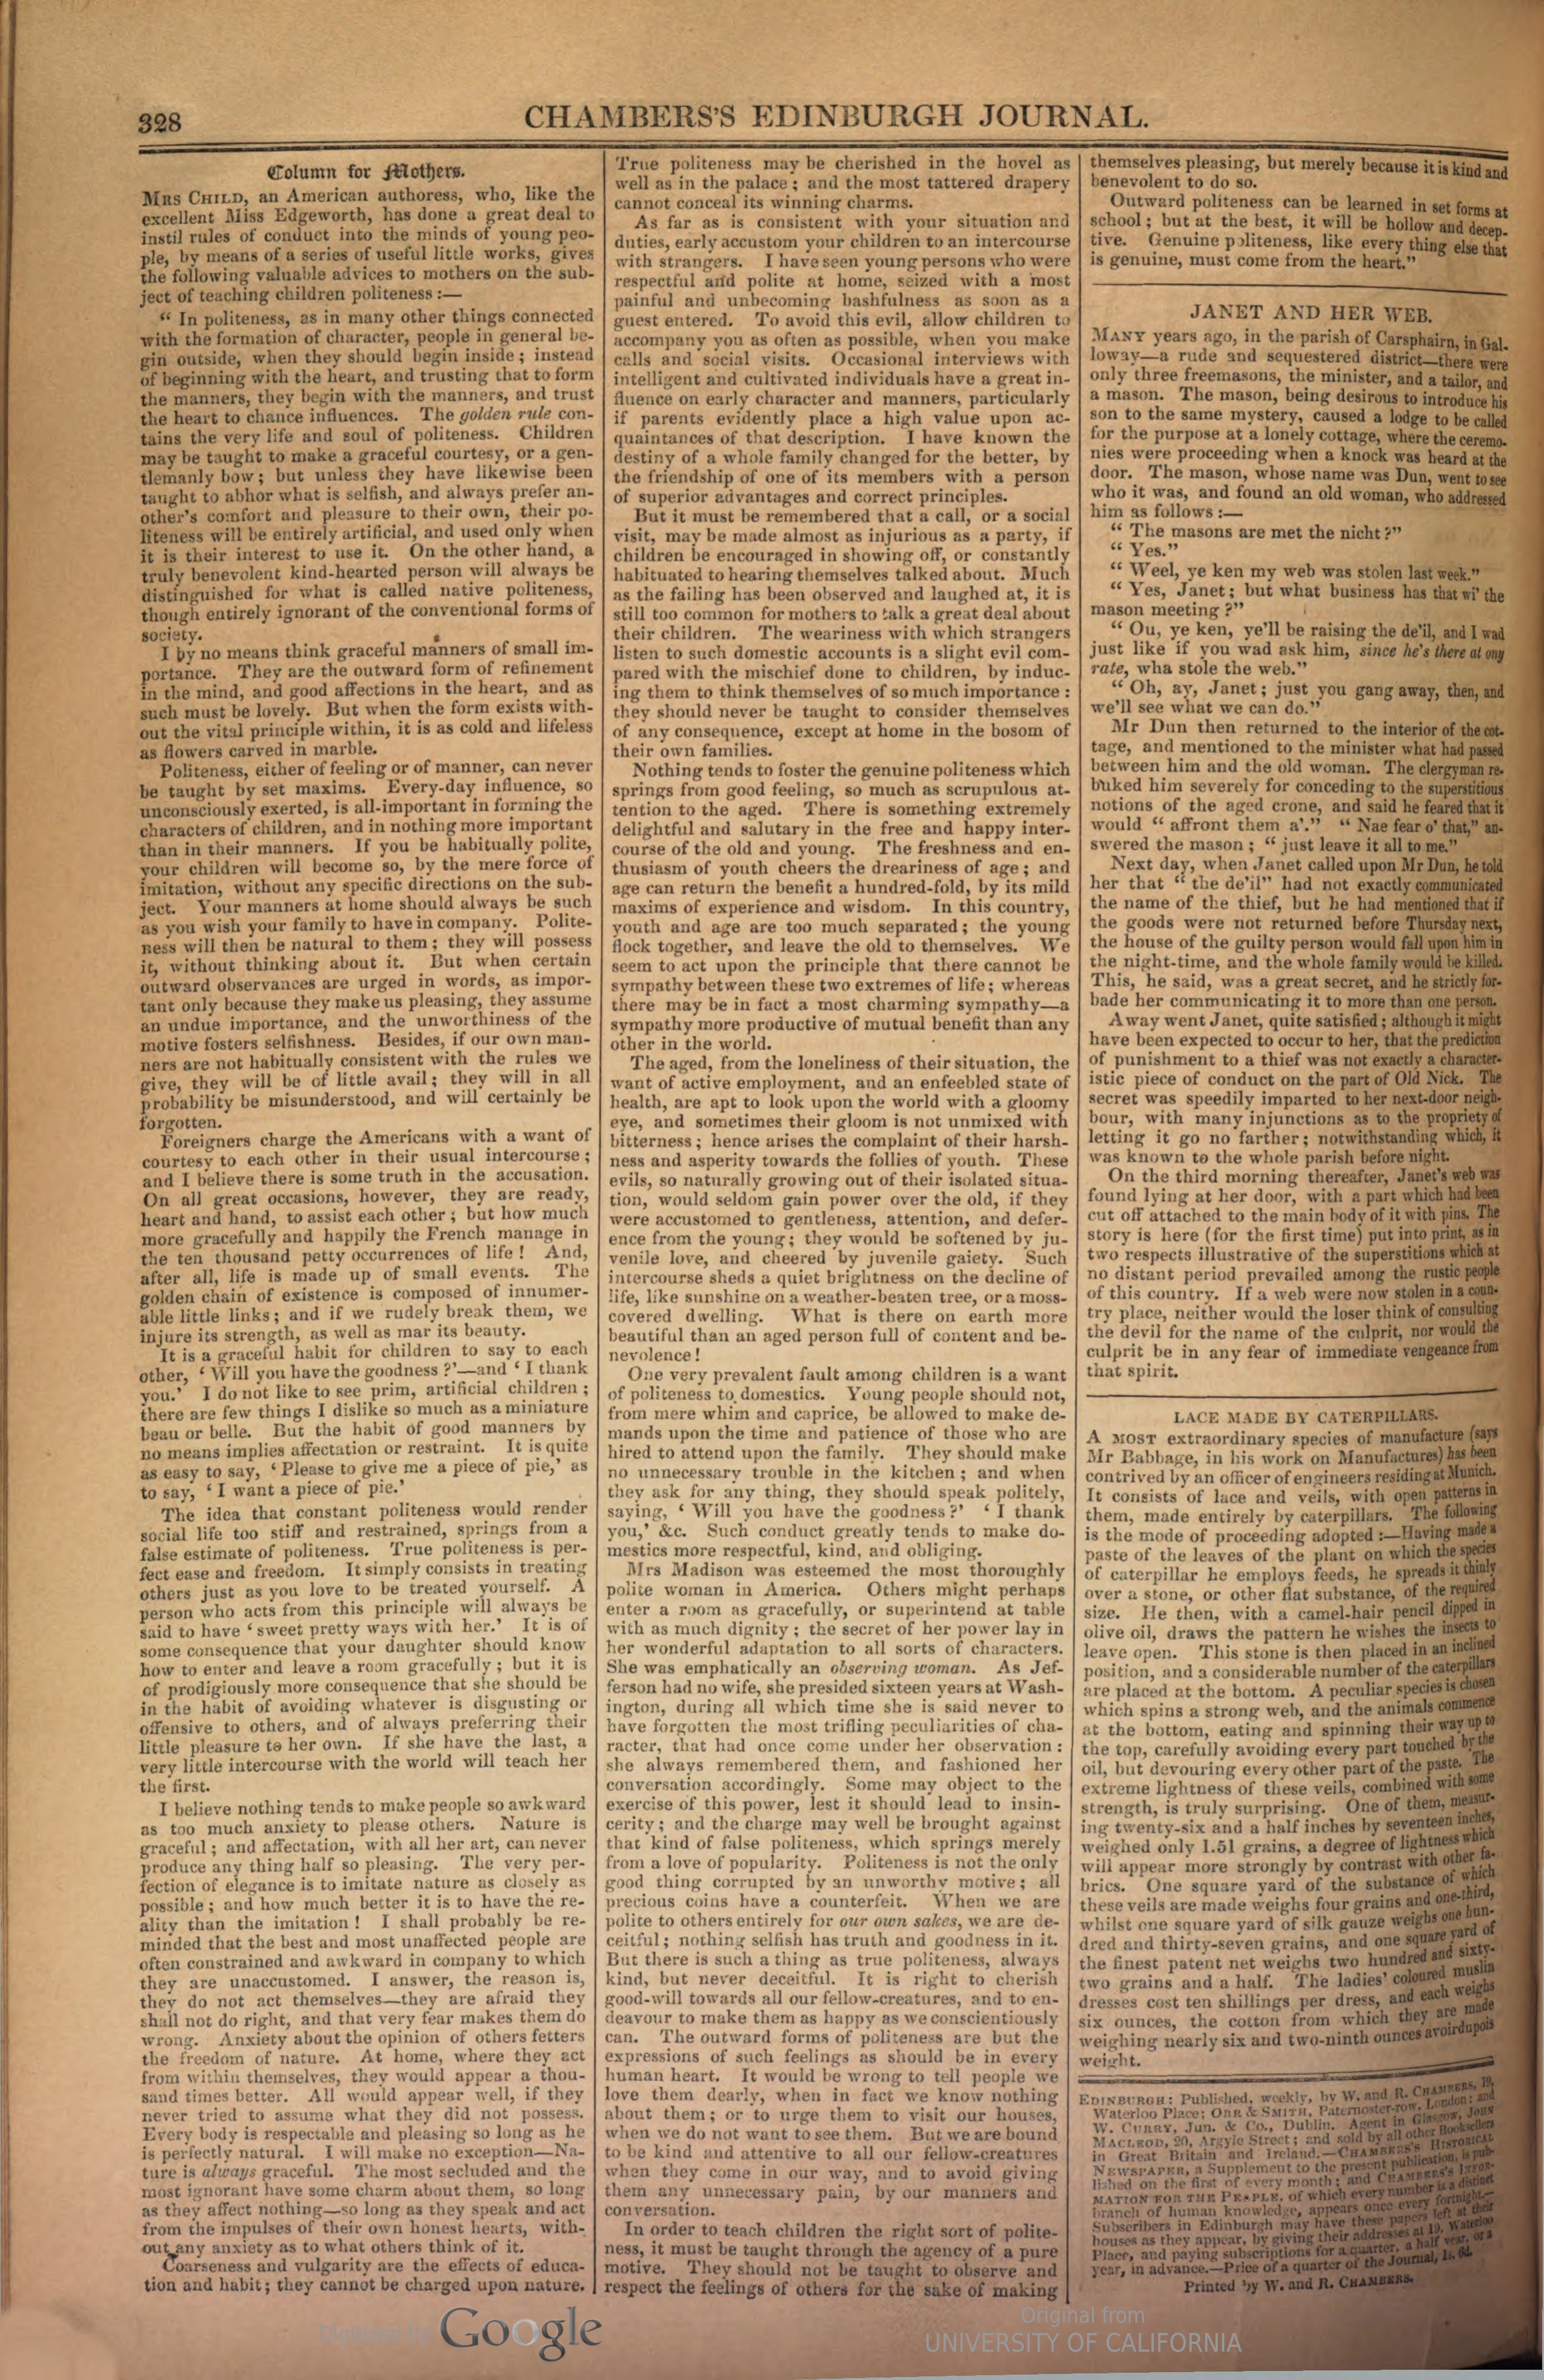 328
CHAMBERS'S EDINBURGH JOURNAL.
Column for Mothers.
MRS CHILD, an American authoress, who, like the
excellent Miss Edgeworth, has done a great deal to
instil rules of conduct into the minds of young peo-
ple, by means of a series of useful little works, gives
the following valuable advices to mothers on the sub-
ject of teaching children politeness :—
“ In politeness, as in many other things connected
with the formation of character, people in general be-
gin outside, when they should begin inside ; instead
of beginning with the heart, and trusting that to form
the manners, they begin with the manners, and trust
the heart to chance influences. The golden rule con-
tains the very life and soul of politeness. Children
may be taught to make a graceful courtesy, or a gen-
tlemanly bow ; but unless they have likewise been
taught to abhor what is selfish, and always prefer an-
other's comfort and pleasure to their own, their po-
liteness will be entirely artificial, and used only when
it is their interest to use it. On the other hand, a
truly benevolent kind-hearted person will always be
distinguished for what is called native politeness,
though entirely ignorant of the conventional forms of
society.
I by no means think graceful manners of small im-
portance. They are the outward form of refinement
in the mind, and good affections in the heart, and as
such must be lovely. But when the form exists with-
out the vital principle within, it is as cold and lifeless
as flowers carved in marble.
Politeness, either of feeling or of manner, can never
be taught by set maxims. Every-day influence, so
unconsciously exerted, is all-important in forming the
characters of children, and in nothing more important
than in their manners. If you be habitually polite,
your children will become so, by the mere force of
imitation, without any specific directions on the sub-
ject. Your manners at home should always be such
as you wish your family to have in company. Polite-
ness will then be natural to them ; they will possess
it, without thinking about it. But when certain
outward observances are urged in words, as impor-
tant only because they make us pleasing, they assume
an undue importance, and the unworthiness of the
motive fosters selfishness. Besides, if our own man-
ners are not habitually consistent with the rules we
give, they will be of little avail ; they will in all
probability be misunderstood, and will certainly be
forgotten.
Foreigners charge the Americans with a want of
courtesy to each other in their usual intercourse ;
and I believe there is some truth in the accusation.
On all great occasions, however, they are ready,
heart and hand, to assist each other ; but how much
more gracefully and happily the French manage in
the ten thousand petty occurrences of life ! And,
after all, life is made up of small events. The
golden chain of existence is composed of innumer-
able little links ; and if we rudely break them, we
injure its strength, as well as mar its beauty.
It is a graceful habit for children to say to each
other, ‘ Will you have the goodness ?’—and ‘ I thank
you.’ I do not like to see prim, artificial children ;
there are few things I dislike so much as a miniature
beau or belle. But the habit of good manners by
no means implies affectation or restraint. It is quite
as easy to say, ‘ Please to give me a piece of pie,’ as
to say, ‘ I want a piece of pie.’
The idea that constant politeness would render
social life too stiff and restrained, springs from a
false estimate of politeness. True politeness is per-
fect ease and freedom. It simply consists in treating
others just as you love to be treated yourself. A
person who acts from this principle will always be
said to have ‘ sweet pretty ways with her.’ It is of
some consequence that your daughter should know
how to enter and leave a room gracefully ; but it is
of prodigiously more consequence that she should be
in the habit of avoiding whatever is disgusting or
offensive to others, and of always preferring their
little pleasure to her own. If she have the last, a
very little intercourse with the world will teach her
the first.
I believe nothing tends to make people so awkward
as too much anxiety to please others. Nature is
graceful ; and affectation, with all her art, can never
produce any thing half so pleasing. The very per-
fection of elegance is to imitate nature as closely as
possible ; and how much better it is to have the re-
ality than the imitation ! I shall probably be re-
minded that the best and most unaffected people are
often constrained and awkward in company to which
they are unaccustomed. I answer, the reason is,
they do not act themselves—they are afraid they
shall not do right, and that very fear makes them do
wrong. Anxiety about the opinion of others fetters
the freedom of nature. At home, where they act
from within themselves, they would appear a thou-
sand times better. All would appear well, if they
never tried to assume what they did not possess.
Every body is respectable and pleasing so long as he
is perfectly natural. I will make no exception—Na-
ture is always graceful. The most secluded and the
most ignorant have some charm about them, so long
as they affect nothing—so long as they speak and act
from the impulses of their own honest hearts, with-
out any anxiety as to what others think of it.
Coarseness and vulgarity are the effects of educa-
tion and habit ; they cannot be charged upon nature.
True politeness may be cherished in the hovel as
well as in the palace ; and the most tattered drapery
cannot conceal its winning charms.
As far as is consistent with your situation and
duties, early accustom your children to an intercourse
with strangers. I have seen young persons who were
respectful and polite at home, seized with a most
painful and unbecoming bashfulness as soon as a
guest entered. To avoid this evil, allow children to
accompany you as often as possible, when you make
calls and social visits. Occasional interviews with
intelligent and cultivated individuals have a great in-
fluence on early character and manners, particularly
if parents evidently place a high value upon ac-
quaintances of that description. I have known the
destiny of a whole family changed for the better, by
the friendship of one of its members with a person
of superior advantages and correct principles.
But it must be remembered that a call, or a social
visit, may be made almost as injurious as a party, if
children be encouraged in showing off, or constantly
habituated to hearing themselves talked about. Much
as the failing has been observed and laughed at, it is
still too common for mothers to talk a great deal about
their children. The weariness with which strangers
listen to such domestic accounts is a slight evil com-
pared with the mischief done to children, by induc-
ing them to think themselves of so much importance :
they should never be taught to consider themselves
of any consequence, except at home in the bosom of
their own families.
Nothing tends to foster the genuine politeness which
springs from good feeling, so much as scrupulous at-
tention to the aged. There is something extremely
delightful and salutary in the free and happy inter-
course of the old and young. The freshness and en-
thusiasm of youth cheers the dreariness of age ; and
age can return the benefit a hundred-fold, by its mild
maxims of experience and wisdom. In this country,
youth and age are too much separated ; the young
flock together, and leave the old to themselves. We
seem to act upon the principle that there cannot be
sympathy between these two extremes of life ; whereas
there may be in fact a most charming sympathy—a
sympathy more productive of mutual benefit than any
other in the world.
The aged, from the loneliness of their situation, the
want of active employment, and an enfeebled state of
health, are apt to look upon the world with a gloomy
eye, and sometimes their gloom is not unmixed with
bitterness ; hence arises the complaint of their harsh-
ness and asperity towards the follies of youth. These
evils, so naturally growing out of their isolated situa-
tion, would seldom gain power over the old, if they
were accustomed to gentleness, attention, and defer-
ence from the young ; they would be softened by ju-
venile love, and cheered by juvenile gaiety. Such
intercourse sheds a quiet brightness on the decline of
life, like sunshine on a weather-beaten tree, or a moss-
covered dwelling. What is there on earth more
beautiful than an aged person full of content and be-
nevolence !
One very prevalent fault among children is a want
of politeness to domestics. Young people should not,
from mere whim and caprice, be allowed to make de-
mands upon the time and patience of those who are
hired to attend upon the family. They should make
no unnecessary trouble in the kitchen ; and when
they ask for any thing, they should speak politely,
saying, ‘ Will you have the goodness ?’ ‘ I thank
you,’ &c. Such conduct greatly tends to make do-
mestics more respectful, kind, and obliging.
Mrs Madison was esteemed the most thoroughly
polite woman in America. Others might perhaps
enter a room as gracefully, or superintend at table
with as much dignity ; the secret of her power lay in
her wonderful adaptation to all sorts of characters.
She was emphatically an observing woman. As Jef-
ferson had no wife, she presided sixteen years at Wash-
ington, during all which time she is said never to
have forgotten the most trifling peculiarities of cha-
racter, that had once come under her observation :
she always remembered them, and fashioned her
conversation accordingly. Some may object to the
exercise of this power, lest it should lead to insin-
cerity ; and the charge may well be brought against
that kind of false politeness, which springs merely
from a love of popularity. Politeness is not the only
good thing corrupted by an unworthy motive ; all
precious coins have a counterfeit. When we are
polite to others entirely for our own sakes, we are de-
ceitful ; nothing selfish has truth and goodness in it.
But there is such a thing as true politeness, always
kind, but never deceitful. It is right to cherish
good-will towards all our fellow-creatures, and to en-
deavour to make them as happy as we conscientiously
can. The outward forms of politeness are but the
expressions of such feelings as should be in every
human heart. It would be wrong to tell people we
love them dearly, when in fact we know nothing
about them ; or to urge them to visit our houses,
when we do not want to see them. But we are bound
to be kind and attentive to all our fellow-creatures
when they come in our way, and to avoid giving
them any unnecessary pain, by our manners and
conversation.
In order to teach children the right sort of polite-
ness, it must be taught through the agency of a pure
motive. They should not be taught to observe and
respect the feelings of others for the sake of making
themselves pleasing, but merely because it is kind and
benevolent to do so.
Outward politeness can be learned in set forms at
school ; but at the best, it will be hollow and decep-
tive. Genuine politeness, like every thing else that
is genuine, must come from the heart.”
JANET AND HER WEB.
MANY years ago, in the parish of Carsphairn, in Gal-
loway—a rude and sequestered district—there were
only three freemasons, the minister, and a tailor, and
a mason. The mason, being desirous to introduce his
son to the same mystery, caused a lodge to be called
for the purpose at a lonely cottage, where the ceremo-
nies were proceeding when a knock was heard at the
door. The mason, whose name was Dun, went to see
who it was, and found an old woman, who addressed
him as follows :—
“ The masons are met the nicht ?”
“ Yes.”
“ Weel, ye ken my web was stolen last week.”
“ Yes, Janet ; but what business has that wi' the
mason meeting ?”
“ Ou, ye ken, ye'll be raising the de'il, and I wad
just like if you wad ask him, since he's there at ony
rate, wha stole the web.”
“ Oh, ay, Janet ; just you gang away, then, and
we'll see what we can do.”
Mr Dun then returned to the interior of the cot-
tage, and mentioned to the minister what had passed
between him and the old woman. The clergyman re-
buked him severely for conceding to the superstitious
notions of the aged crone, and said he feared that it
would “ affront them a'.” “ Nae fear o' that,” an-
swered the mason ; “ just leave it all to me.”
Next day, when Janet called upon Mr Dun, he told
her that “ the de'il” had not exactly communicated
the name of the thief, but he had mentioned that if
the goods were not returned before Thursday next,
the house of the guilty person would fall upon him in
the night-time, and the whole family would be killed.
This, he said, was a great secret, and he strictly for-
bade her communicating it to more than one person.
Away went Janet, quite satisfied ; although it might
have been expected to occur to her, that the prediction
of punishment to a thief was not exactly a character-
istic piece of conduct on the part of Old Nick. The
secret was speedily imparted to her next-door neigh-
bour, with many injunctions as to the propriety of
letting it go no farther ; notwithstanding which, it
was known to the whole parish before night.
On the third morning thereafter, Janet's web was
found lying at her door, with a part which had been
cut off attached to the main body of it with pins. The
story is here (for the first time) put into print, as in
two respects illustrative of the superstitions which at
no distant period prevailed among the rustic people
of this country. If a web were now stolen in a coun-
try place, neither would the loser think of consulting
the devil for the name of the culprit, nor would the
culprit be in any fear of immediate vengeance from
that spirit.
LACE MADE BY CATERPILLARS.
A MOST extraordinary species of manufacture (says
Mr Babbage, in his work on Manufactures) has been
contrived by an officer of engineers residing at Munich.
It consists of lace and veils, with open patterns in
them, made entirely by caterpillars. The following
is the mode of proceeding adopted :—Having made a
paste of the leaves of the plant on which the species
of caterpillar he employs feeds, he spreads it thinly
over a stone, or other flat substance, of the required
size. He then, with a camel-hair pencil dipped in
olive oil, draws the pattern he wishes the insects to
leave open. This stone is then placed in an inclined
position, and a considerable number of the caterpillars
are placed at the bottom. A peculiar species is chosen
which spins a strong web, and the animals commence
at the bottom, eating and spinning their way up to
the top, carefully avoiding every part touched by the
oil, but devouring every other part of the paste. The
extreme lightness of these veils, combined with some
strength, is truly surprising. One of them, measur-
ing twenty-six and a half inches by seventeen inches,
weighed only 1.51 grains, a degree of lightness which
will appear more strongly by contrast with other fa-
brics. One square yard of the substance of which
these veils are made weighs four grains and one-third,
whilst one square yard of silk gauze weighs one hun-
dred and thirty-seven grains, and one square yard of
the finest patent net weighs two hundred and sixty-
two grains and a half. The ladies' coloured muslin
dresses cost ten shillings per dress, and each weighs
six ounces, the cotton from which they are made
weighing nearly six and two-ninth ounces avoirdupois
weight.
EDINBURGH : Published, weekly, by W. and R. CHAMBERS, 19,
Waterloo Place ; ORR & SMITH, Paternoster-row, London ; and
W. CURRY, Jun. & Co., Dublin. Agent in Glasgow, JOHN
MACLEOD, 20, Argyle Street ; and sold by all other Booksellers
in Great Britain and Ireland.—CHAMBERS'S HISTORICAL
NEWSPAPER, a Supplement to the present publication, is pub-
lished on the first of every month ; and CHAMBERS'S INFOR-
MATION FOR THE PEOPLE, of which every number is a distinct
branch of human knowledge, appears once every fortnight.—
Subscribers in Edinburgh may have these papers left at their
houses as they appear, by giving their addresses at 19, Waterloo
Place, and paying subscriptions for a quarter, a half year, or a
year, in advance.—Price of a quarter of the Journal, 1s. 6d.
Printed by W. and R. CHAMBERS.
Digitized by Google
Original from
UNIVERSITY OF CALIFORNIA